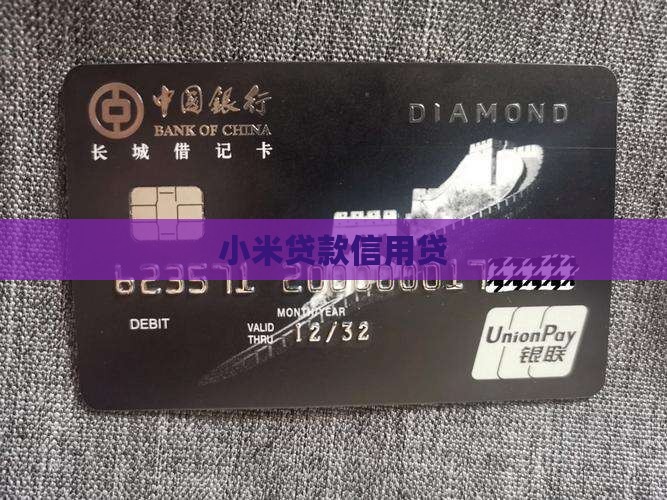 中国銀行
DIAMOND
BANK OF CHINA
长城借记卡
小米贷款信用贷
DEBIT
MONTH/YEAR
VALID THRU 12/32
UnionPay
银联